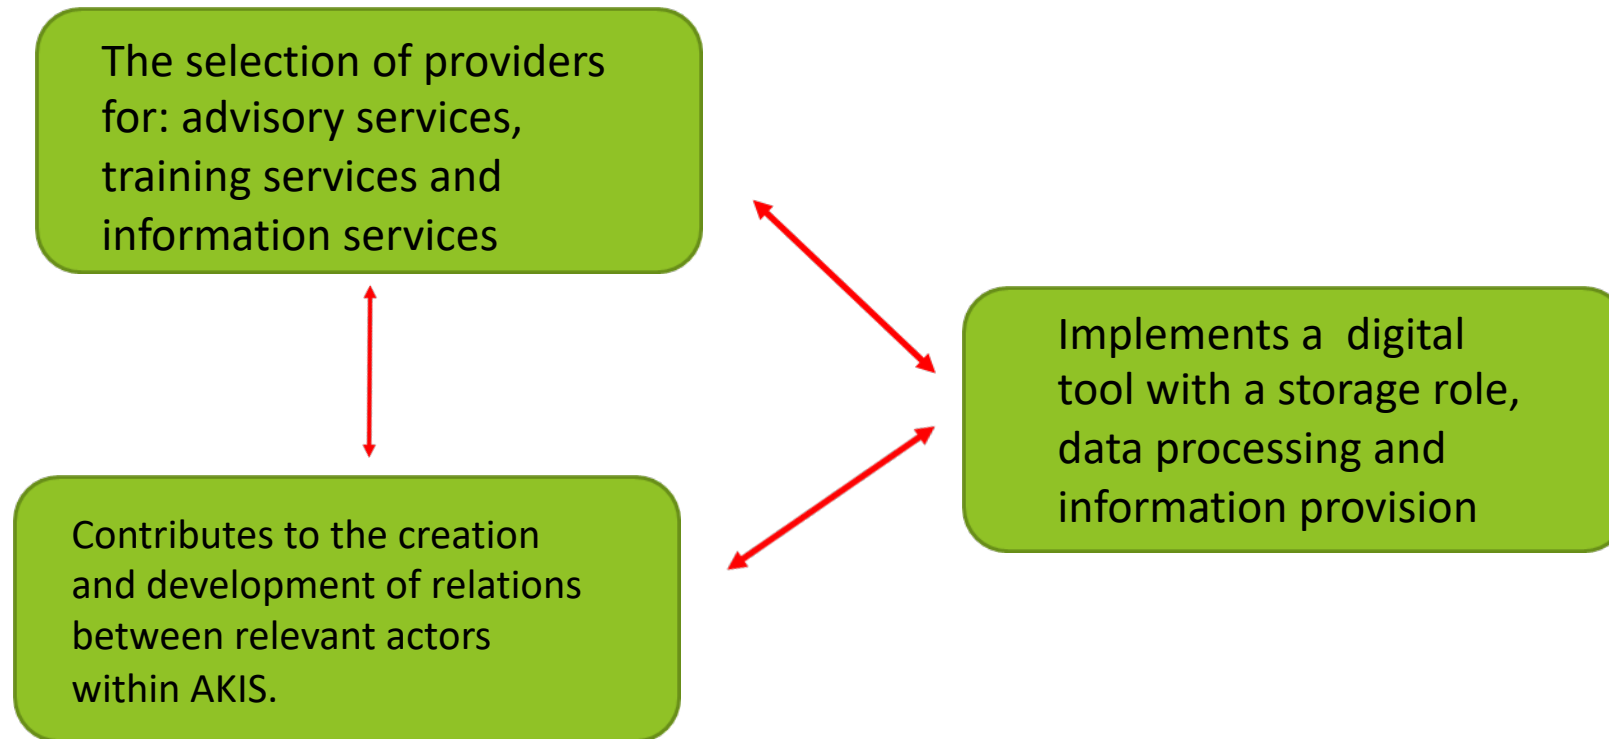 The selection of providers
for: advisory services,
training services and
information services
Implements a  digital
tool with a storage role,
data processing and
information provision
Contributes to the creation
and development of relations
between relevant actors
within AKIS.